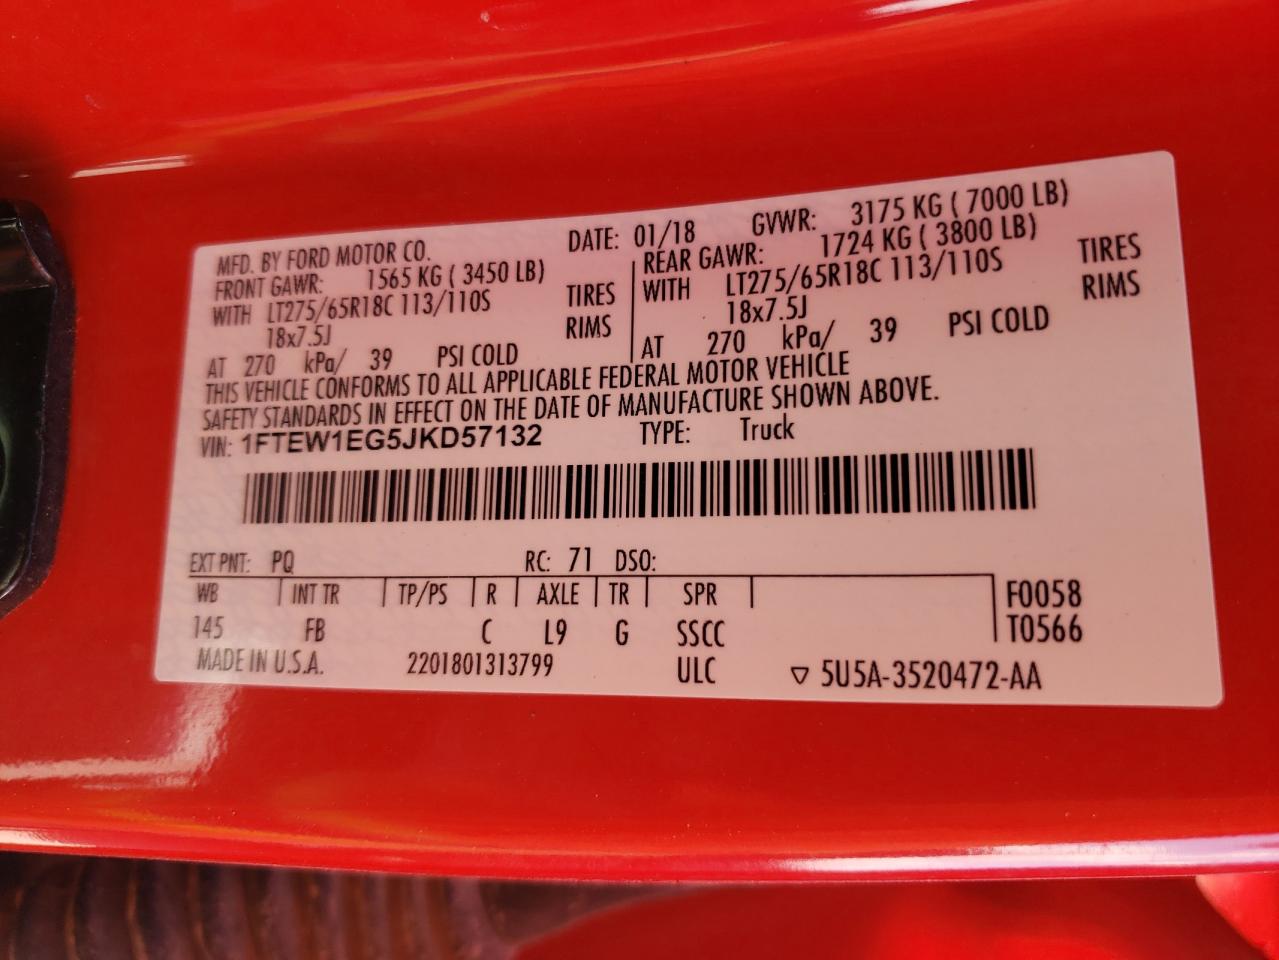 MFD. BY FORD MOTOR CO. DATE: 01/18 GVWR: 3175 KG ( 7000 LB)
FRONT GAWR: 1565 KG ( 3450 LB) REAR GAWR: 1724 KG ( 3800 LB)
WITH LT275/65R18C 113/110S TIRES WITH LT275/65R18C 113/110S TIRES
18x7.5J RIMS 18x7.5J RIMS
AT 270 kPa/ 39 PSI COLD AT 270 kPa/ 39 PSI COLD
THIS VEHICLE CONFORMS TO ALL APPLICABLE FEDERAL MOTOR VEHICLE
SAFETY STANDARDS IN EFFECT ON THE DATE OF MANUFACTURE SHOWN ABOVE.
VIN: 1FTEW1EG5JKD57132 TYPE: Truck
EXT PNT: PQ RC: 71 DSO:
WB INT TR TP/PS R AXLE TR SPR F0058
145 FB C L9 G SSCC T0566
MADE IN U.S.A. 2201801313799 ULC ▽ 5U5A-3520472-AA